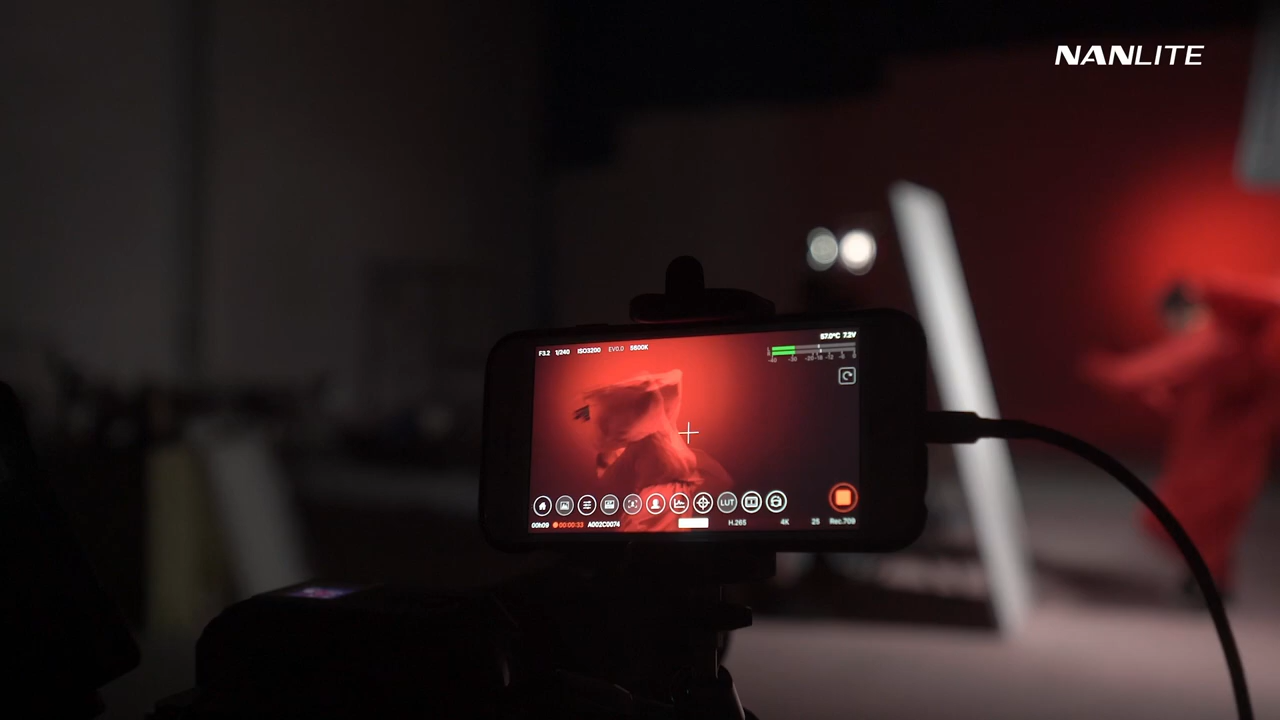 NANLITE
F3.2 1/240 ISO3200 EV0.0 5600K
57.0°C 7.2V
LUT
00h09 00:00:33 A002C0074 H.265 4K 25 Rec.709